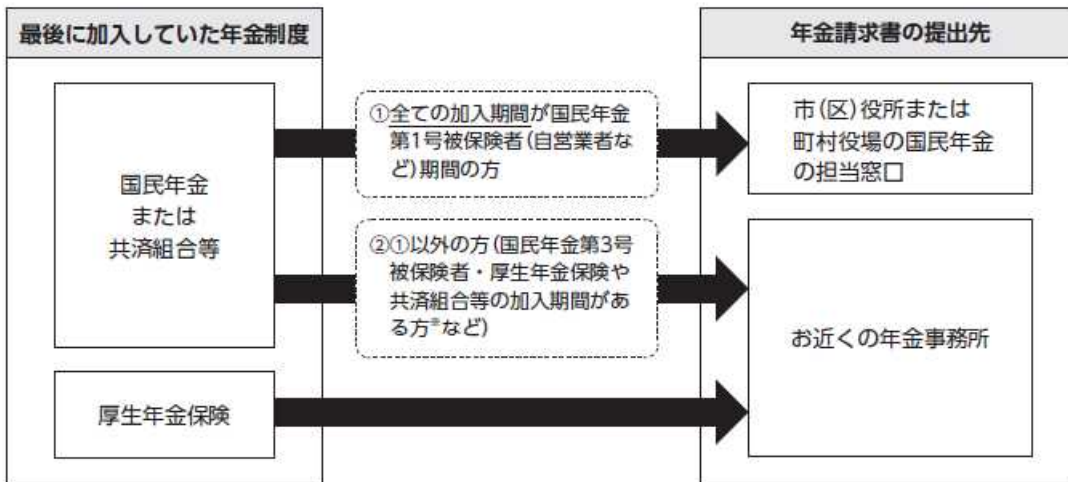 最後に加入していた年金制度
年金請求書の提出先
国民年金
または
共済組合等
①全ての加入期間が国民年金
第1号被保険者(自営業者な
ど)期間の方
市(区)役所または
町村役場の国民年金
の担当窓口
②①以外の方(国民年金第3号
被保険者・厚生年金保険や
共済組合等の加入期間があ
る方※など)
お近くの年金事務所
厚生年金保険